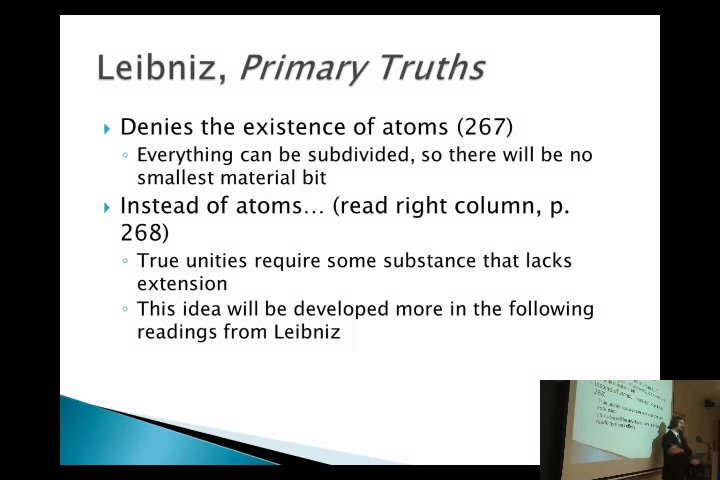 Leibniz, Primary Truths
Denies the existence of atoms (267)
Everything can be subdivided, so there will be no
smallest material bit
Instead of atoms... (read right column, p.
268)
True unities require some substance that lacks
extension
This idea will be developed more in the following
readings from Leibniz